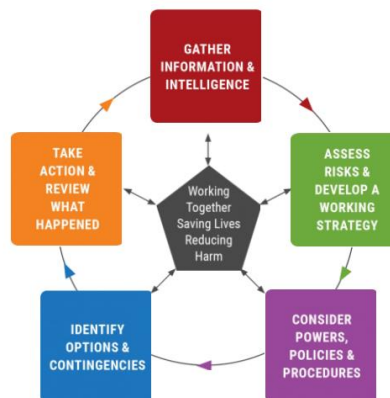 GATHER
INFORMATION &
INTELLIGENCE
ASSESS
RISKS &
DEVELOP A
WORKING
STRATEGY
CONSIDER
POWERS,
POLICIES &
PROCEDURES
IDENTIFY
OPTIONS &
CONTINGENCIES
TAKE
ACTION &
REVIEW
WHAT
HAPPENED
Working
Together
Saving Lives
Reducing
Harm